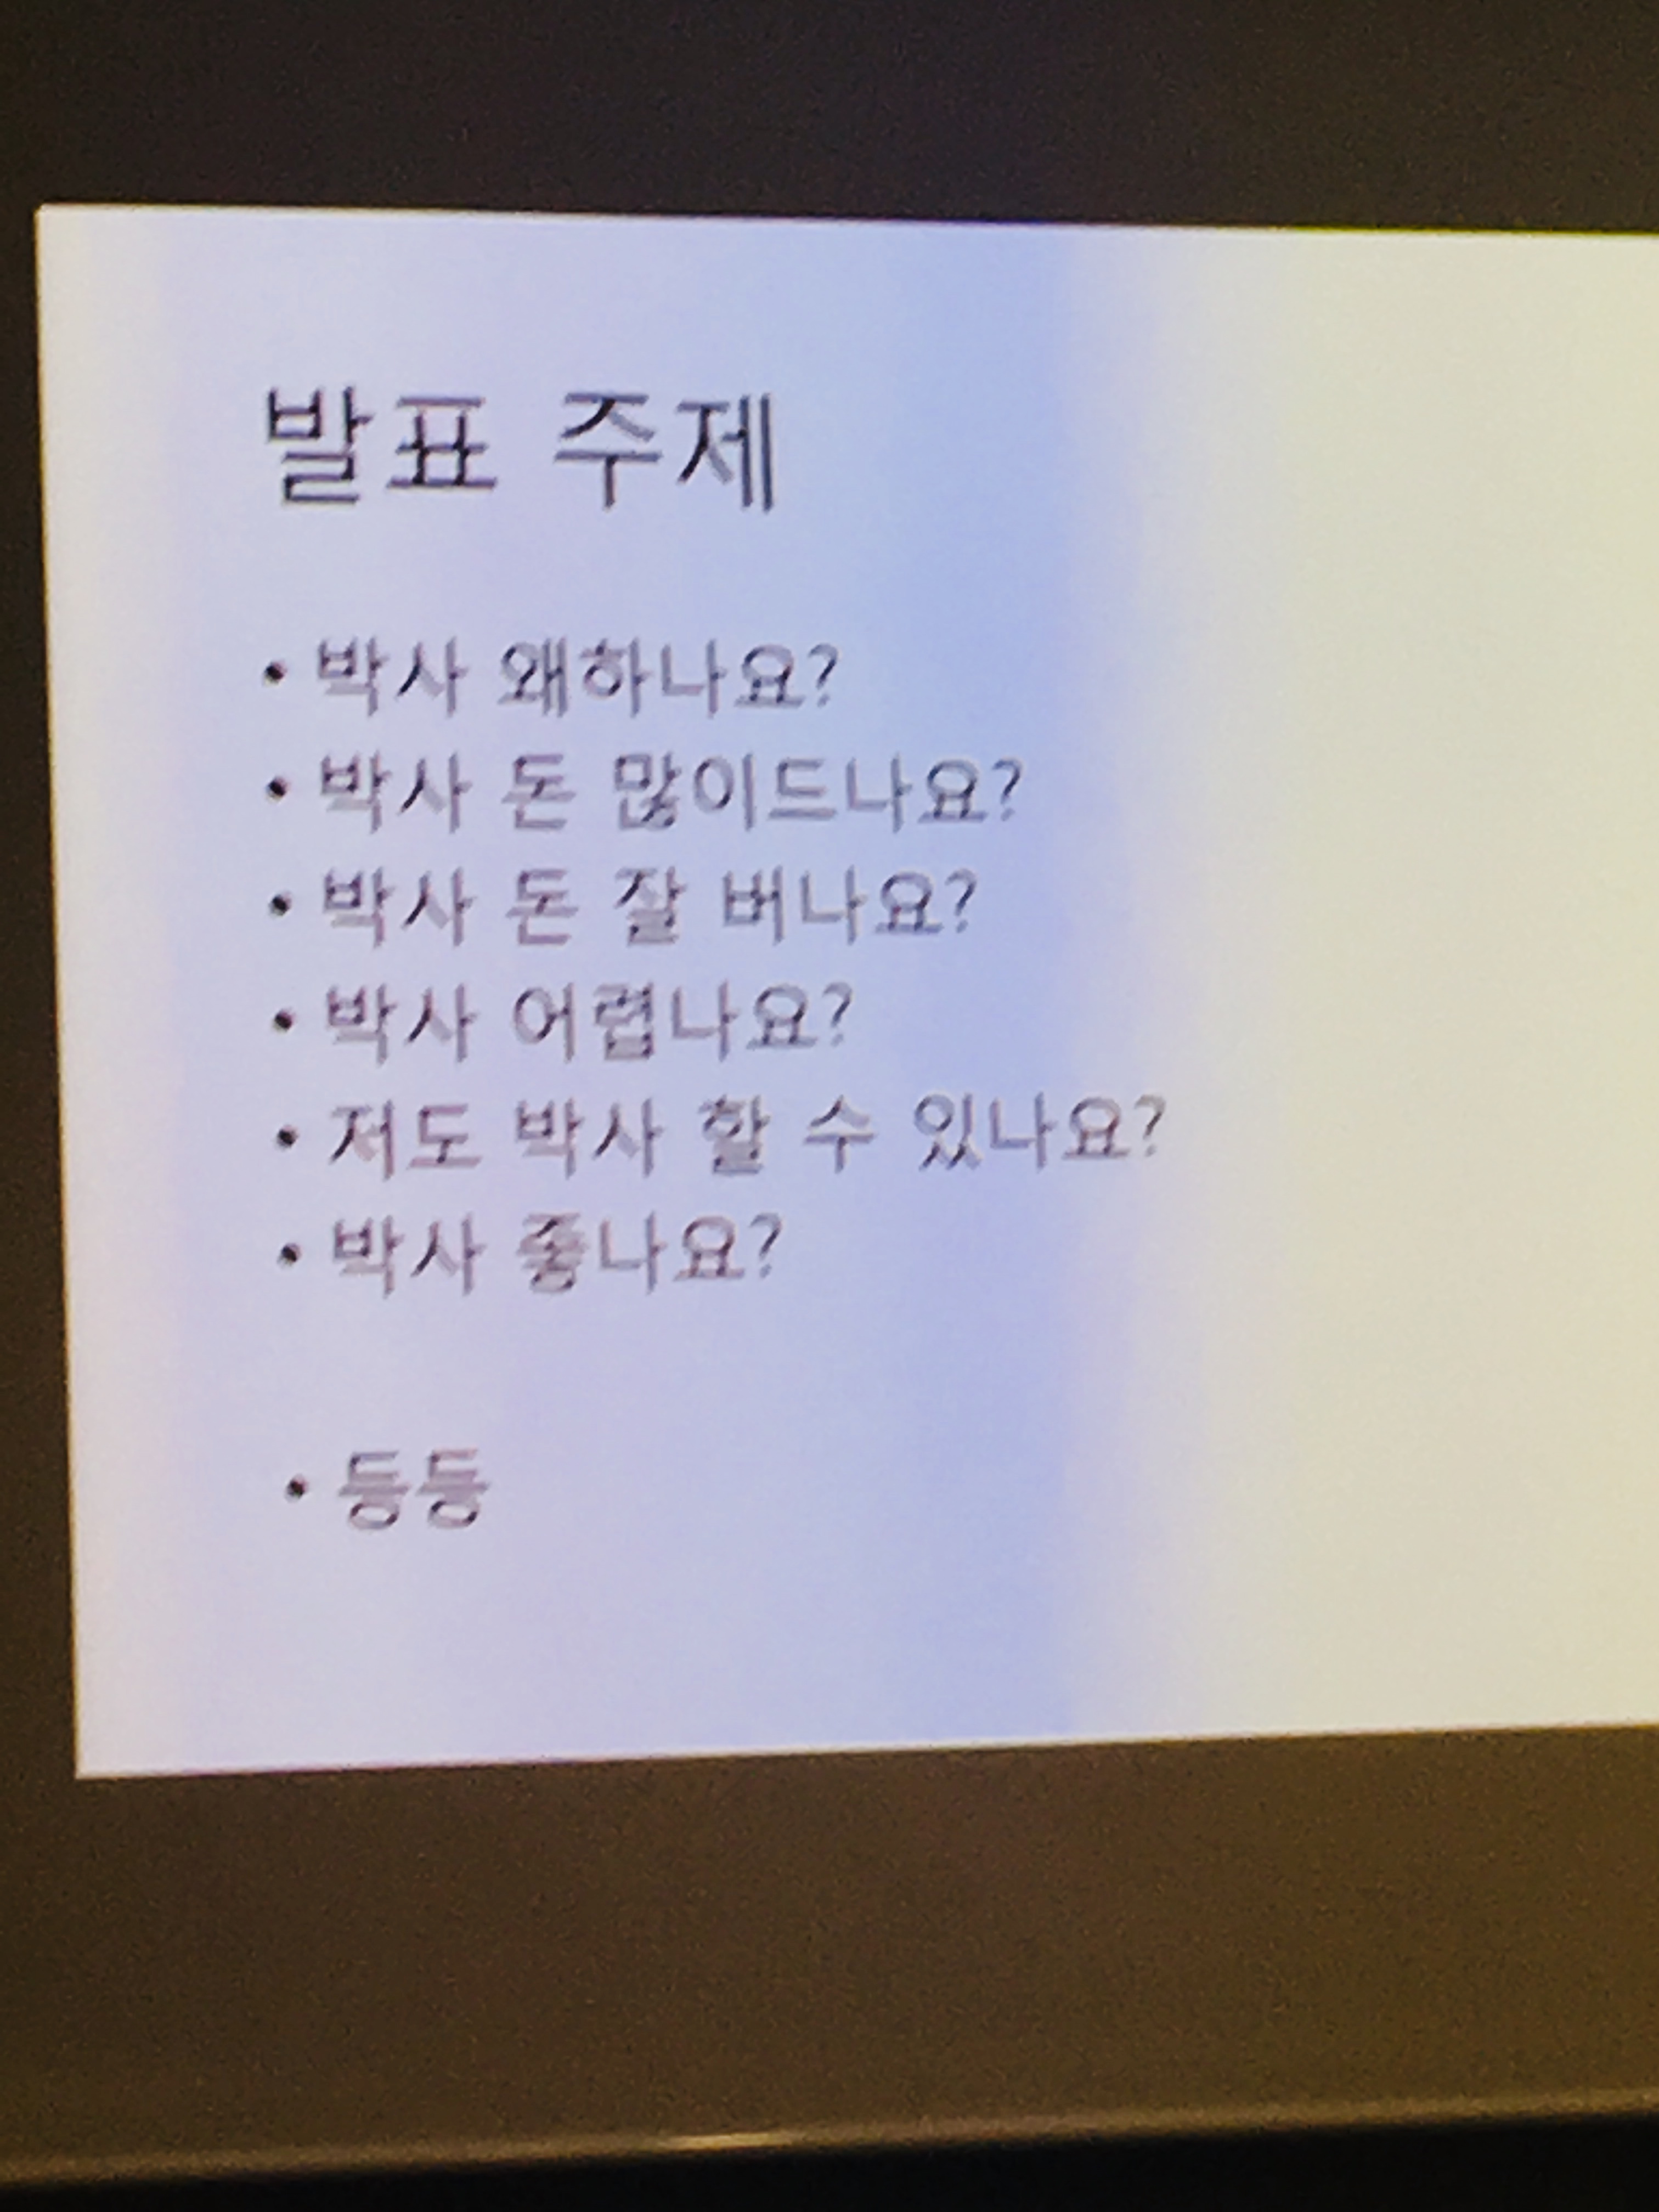 발표 주제
• 박사 왜하나요?
• 박사 돈 많이드나요?
• 박사 돈 잘 버나요?
• 박사 어렵나요?
• 저도 박사 할 수 있나요?
• 박사 좋나요?
• 등등